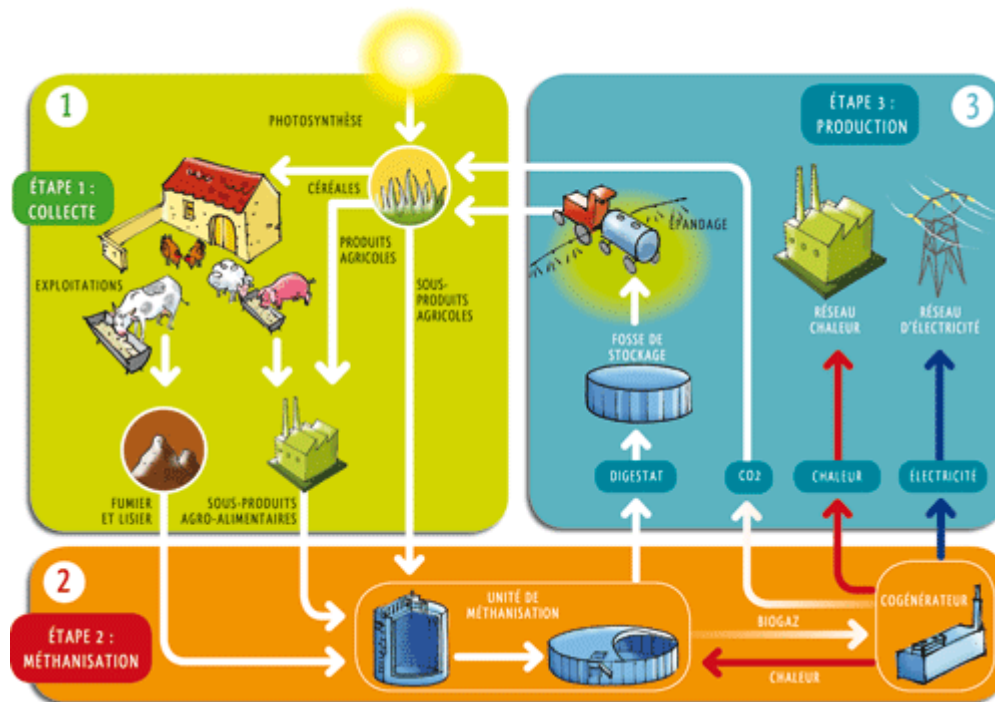 1
PHOTOSYNTHÈSE
ÉTAPE 1 :
COLLECTE
CÉRÉALES
PRODUITS
AGRICOLES
SOUS-
PRODUITS
AGRICOLES
EXPLOITATIONS
FUMIER
ET LISIER
SOUS-PRODUITS
AGRO-ALIMENTAIRES
3
ÉTAPE 3 :
PRODUCTION
ÉPANDAGE
FOSSE DE
STOCKAGE
RÉSEAU
CHALEUR
RÉSEAU
D'ÉLECTRICITÉ
DIGESTAT
CO2
CHALEUR
ÉLECTRICITÉ
2
ÉTAPE 2 :
MÉTHANISATION
UNITÉ DE
MÉTHANISATION
BIOGAZ
COGÉNÉRATEUR
CHALEUR